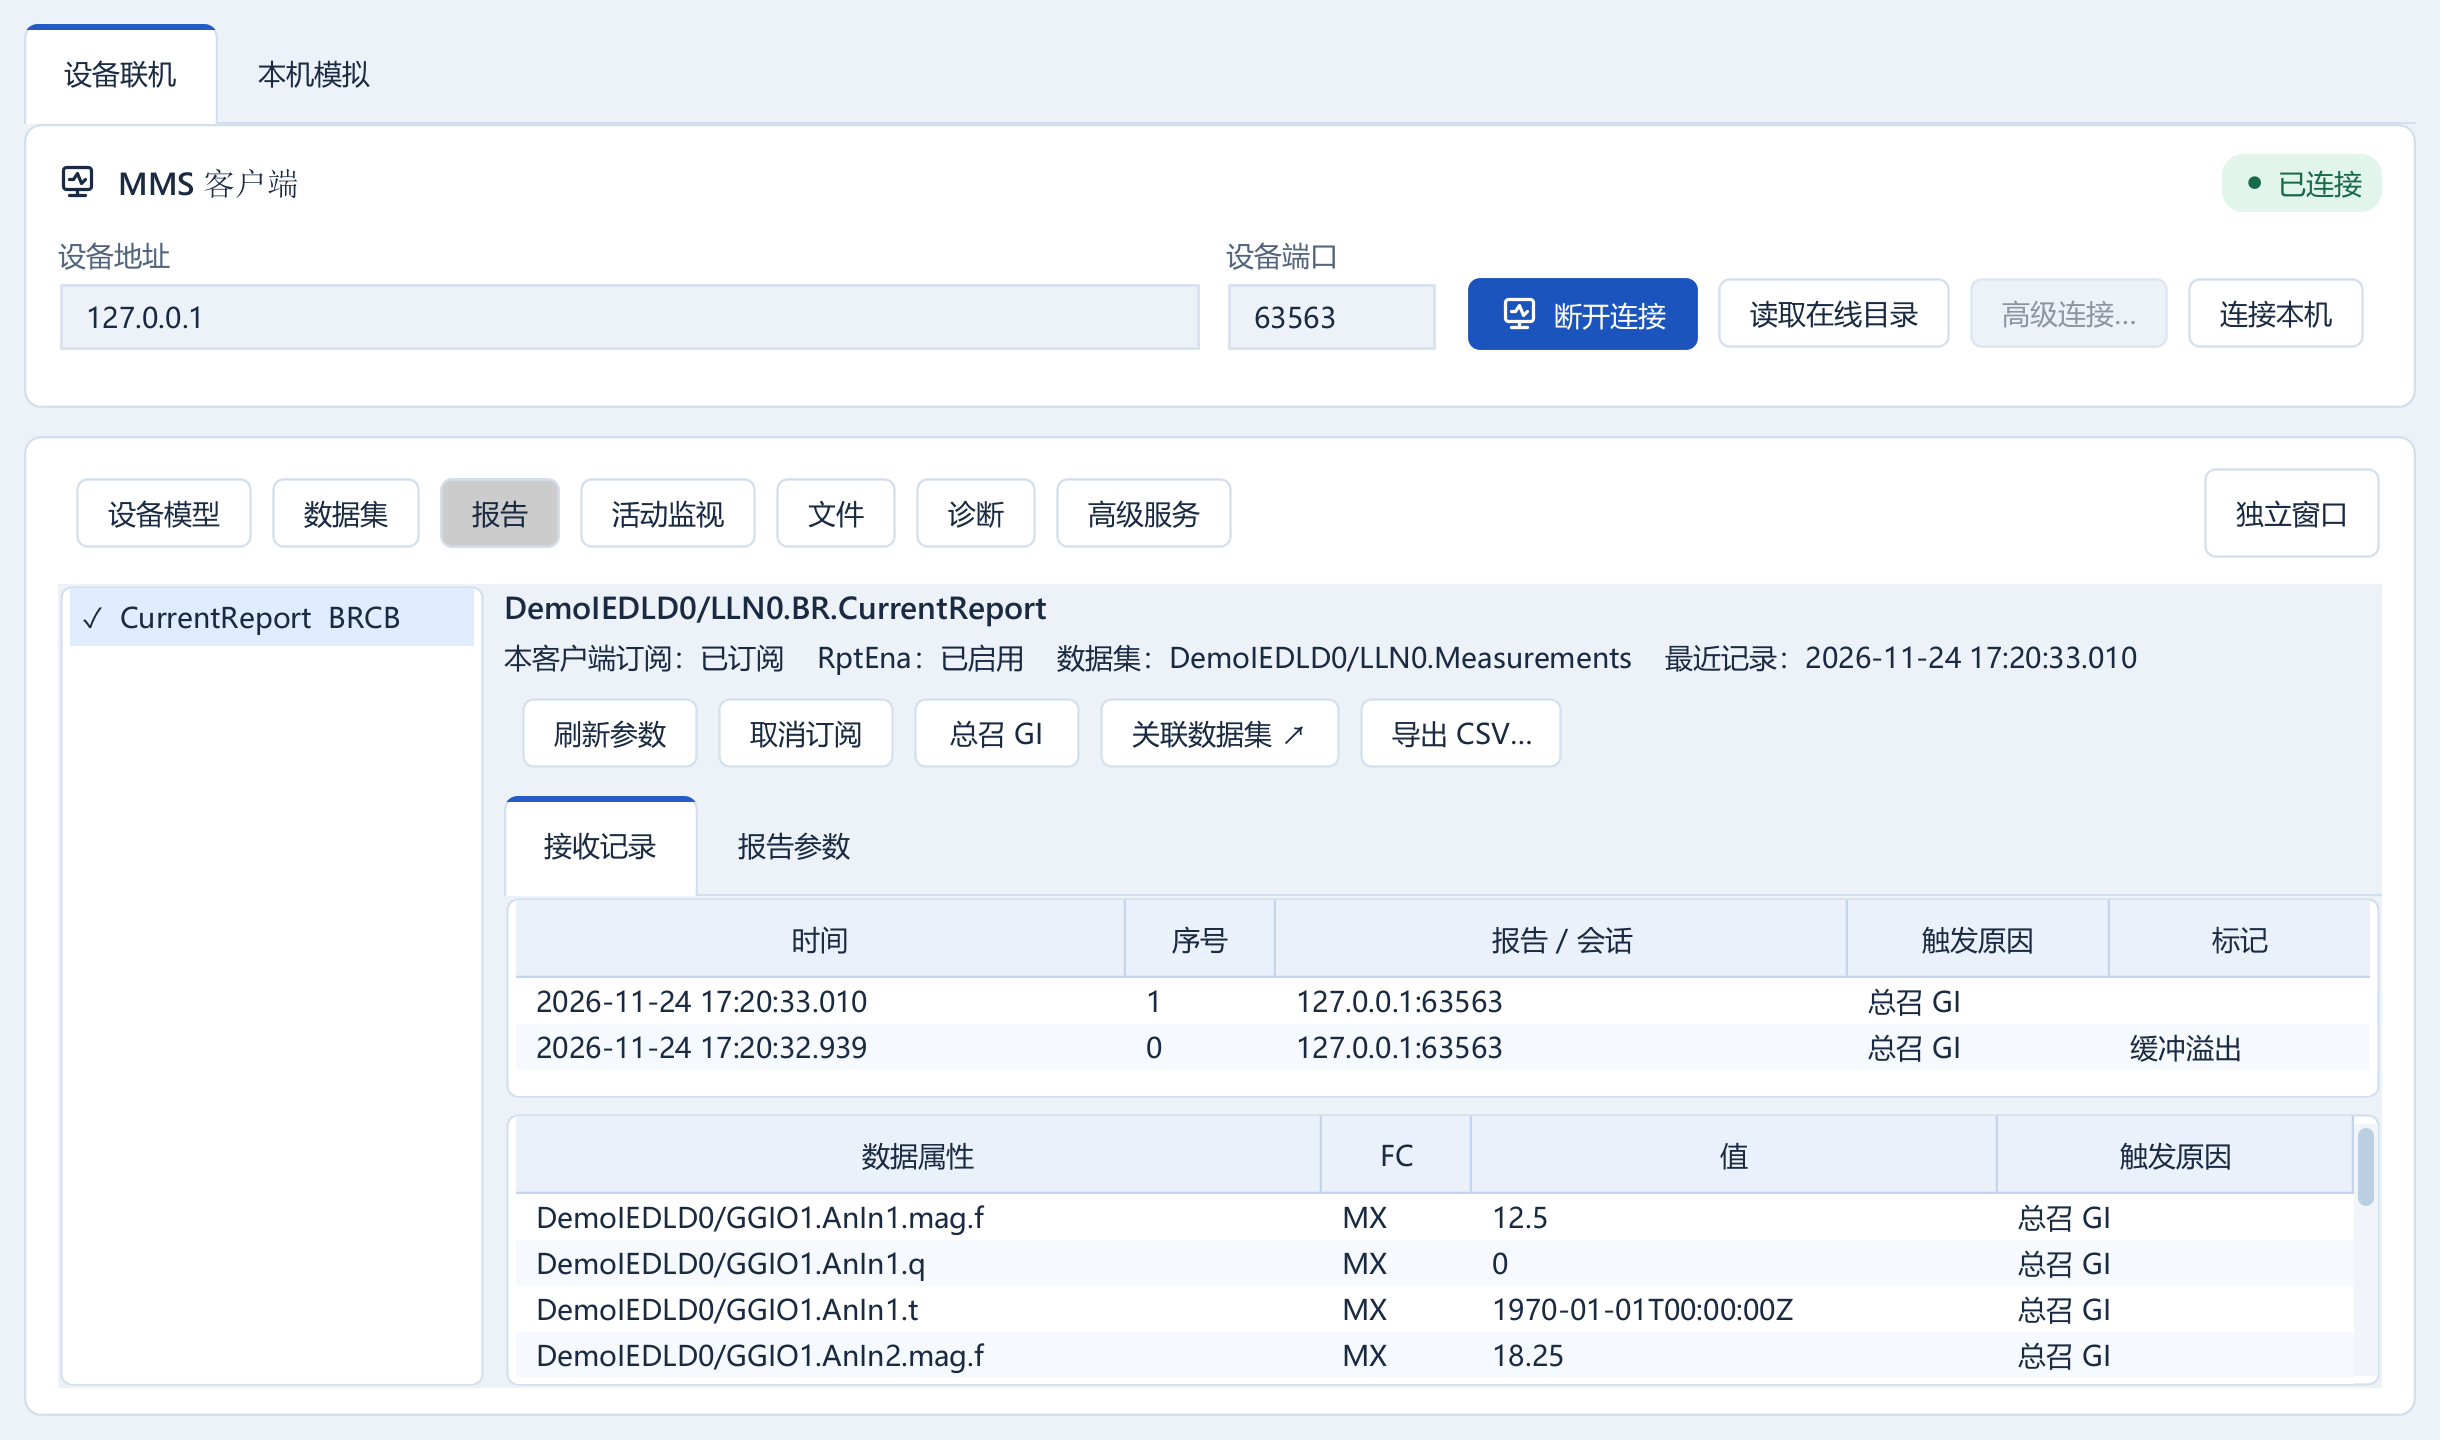 设备联机 本机模拟
MMS 客户端
已连接
设备地址 设备端口
127.0.0.1 63563 断开连接 读取在线目录 高级连接... 连接本机
设备模型 数据集 报告 活动监视 文件 诊断 高级服务 独立窗口
✓ CurrentReport BRCB
DemoIEDLD0/LLN0.BR.CurrentReport
本客户端订阅：已订阅 RptEna：已启用 数据集：DemoIEDLD0/LLN0.Measurements 最近记录：2026-11-24 17:20:33.010
刷新参数 取消订阅 总召 GI 关联数据集 ↗ 导出 CSV...
接收记录 报告参数
时间 序号 报告 / 会话 触发原因 标记
2026-11-24 17:20:33.010 1 127.0.0.1:63563 总召 GI
2026-11-24 17:20:32.939 0 127.0.0.1:63563 总召 GI 缓冲溢出
数据属性 FC 值 触发原因
DemoIEDLD0/GGIO1.AnIn1.mag.f MX 12.5 总召 GI
DemoIEDLD0/GGIO1.AnIn1.q MX 0 总召 GI
DemoIEDLD0/GGIO1.AnIn1.t MX 1970-01-01T00:00:00Z 总召 GI
DemoIEDLD0/GGIO1.AnIn2.mag.f MX 18.25 总召 GI